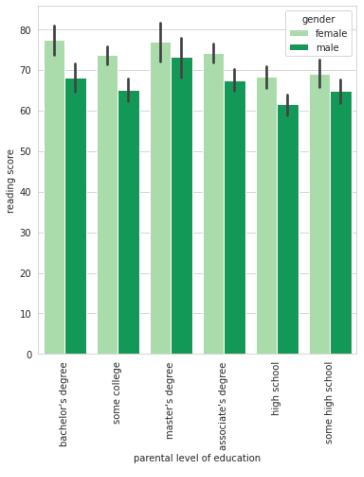 gender
female
male
80
70
60
50
40
30
20
10
0
reading score
bachelor's degree
some college
master's degree
associate's degree
high school
some high school
parental level of education